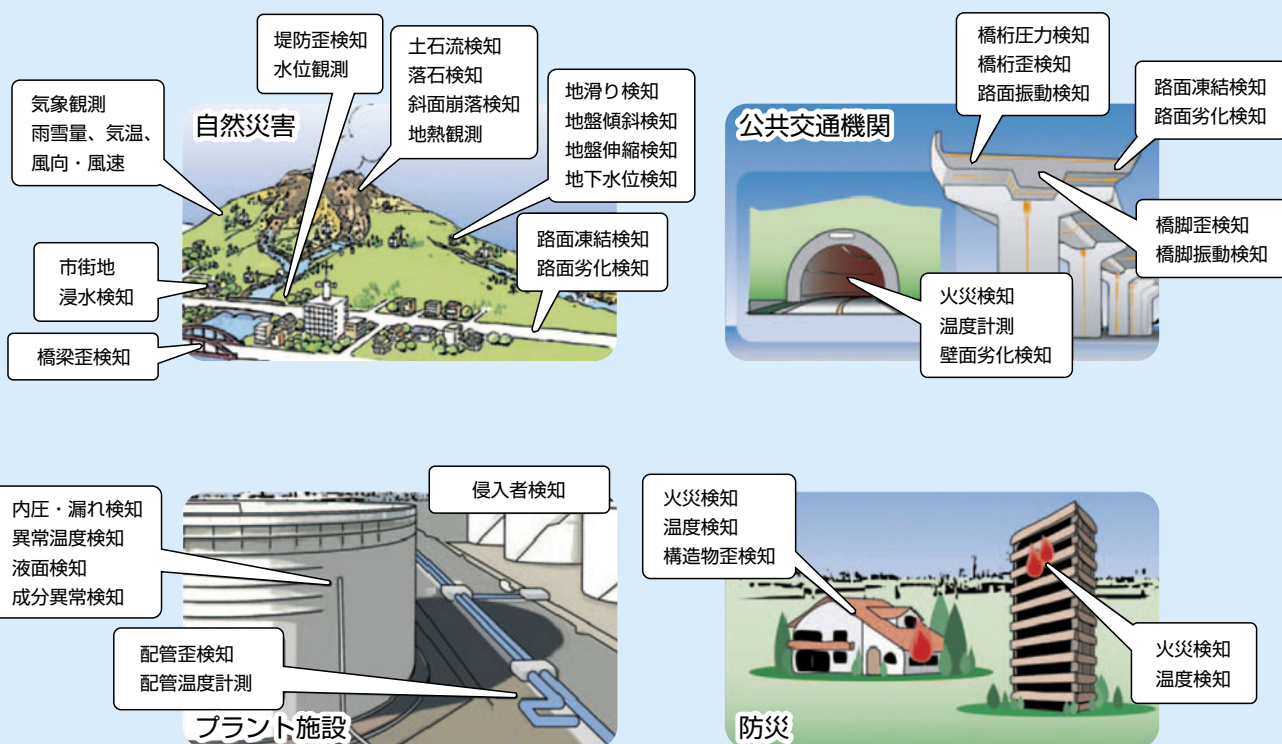 自然災害
気象観測
雨雪量、気温、
風向・風速
堤防歪検知
水位観測
土石流検知
落石検知
斜面崩落検知
地熱観測
地滑り検知
地盤傾斜検知
地盤伸縮検知
地下水位検知
路面凍結検知
路面劣化検知
市街地
浸水検知
橋梁歪検知
公共交通機関
橋桁圧力検知
橋桁歪検知
路面振動検知
路面凍結検知
路面劣化検知
橋脚歪検知
橋脚振動検知
火災検知
温度計測
壁面劣化検知
内圧・漏れ検知
異常温度検知
液面検知
成分異常検知
侵入者検知
配管歪検知
配管温度計測
プラント施設
火災検知
温度検知
構造物歪検知
火災検知
温度検知
防災